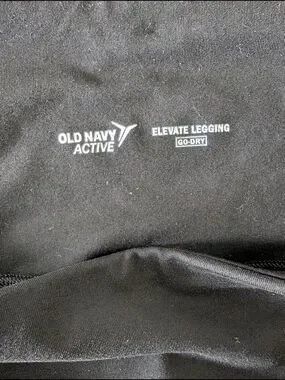 OLD NAVY
ACTIVE
ELEVATE LEGGING
GO-DRY